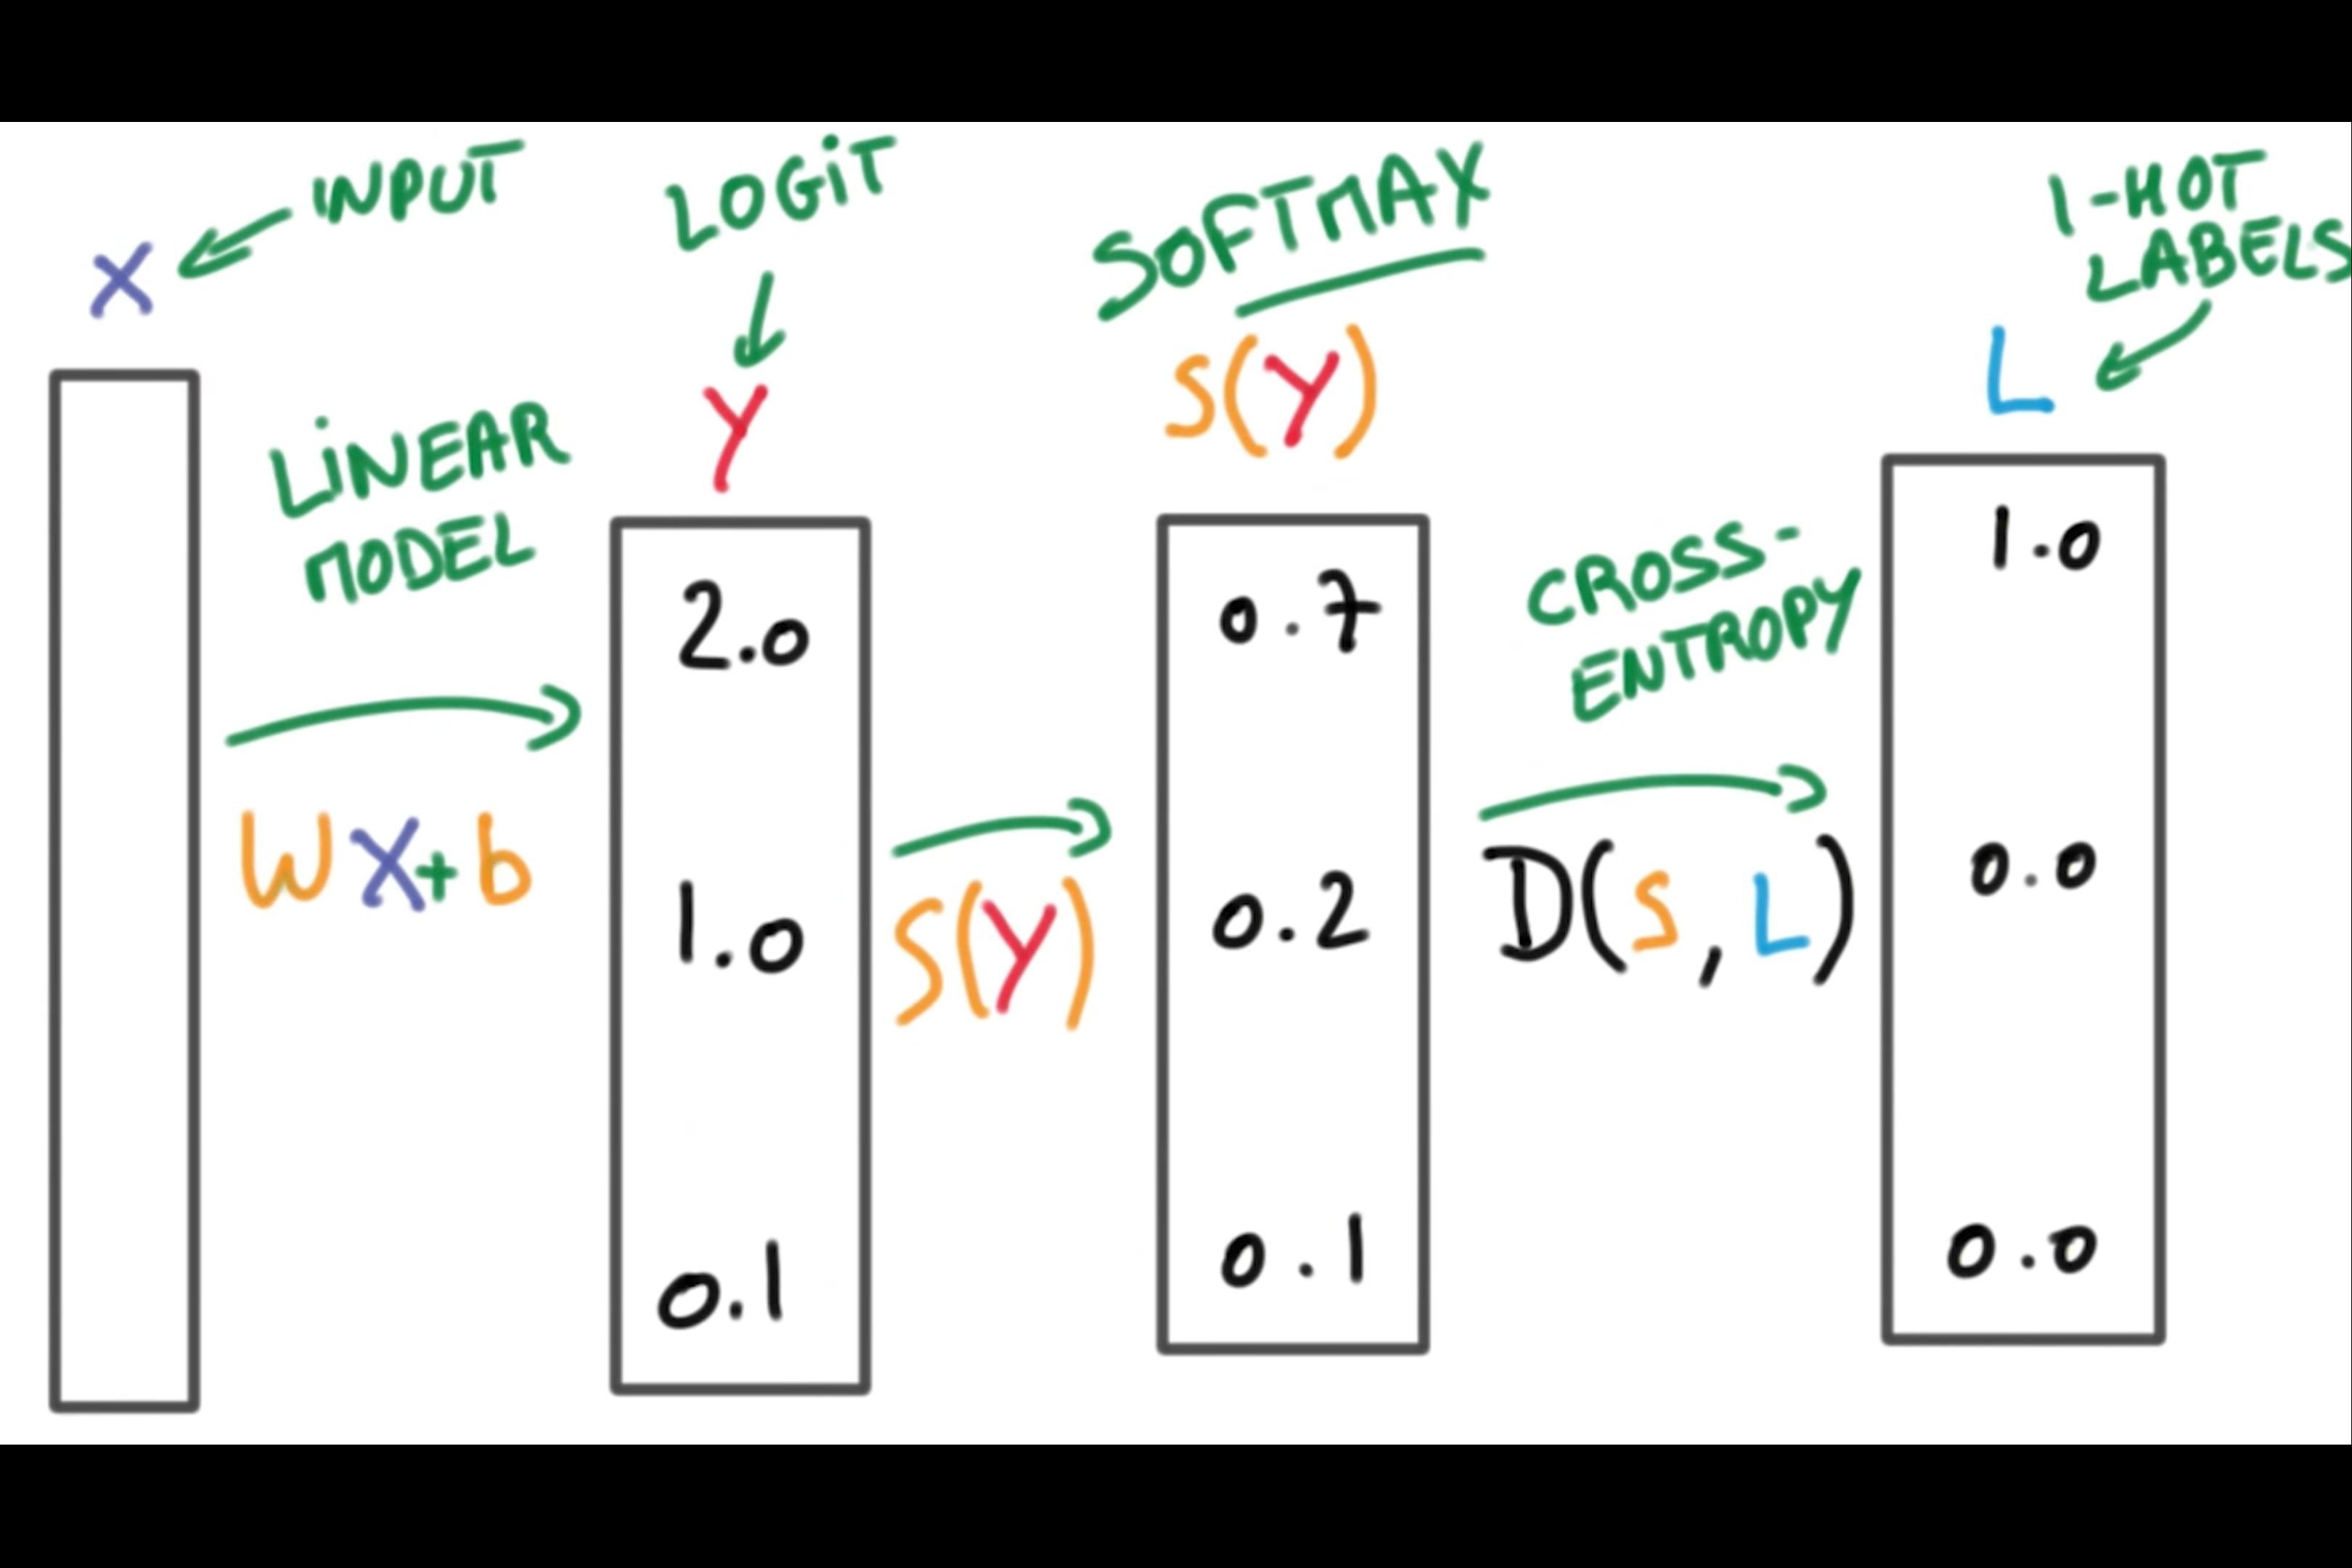 INPUT
X
LOGIT
Y
SOFTMAX
S(Y)
1-HOT
LABELS
L
LINEAR
MODEL
WX+b
2.0
1.0
0.1
S(Y)
0.7
0.2
0.1
CROSS-
ENTROPY
D(S,L)
1.0
0.0
0.0